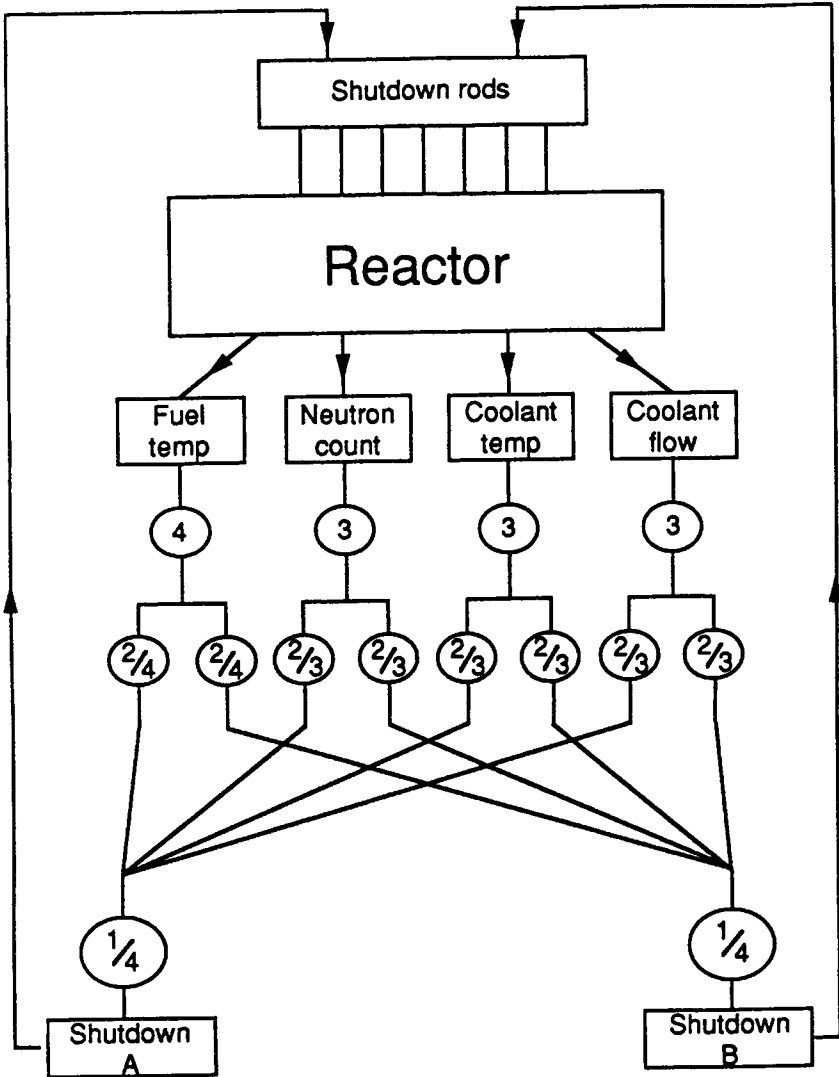 Shutdown rods
Reactor
Fuel
temp
Neutron
count
Coolant
temp
Coolant
flow
4
3
3
3
2/4
2/4
2/3
2/3
2/3
2/3
2/3
2/3
1/4
1/4
Shutdown
A
Shutdown
B